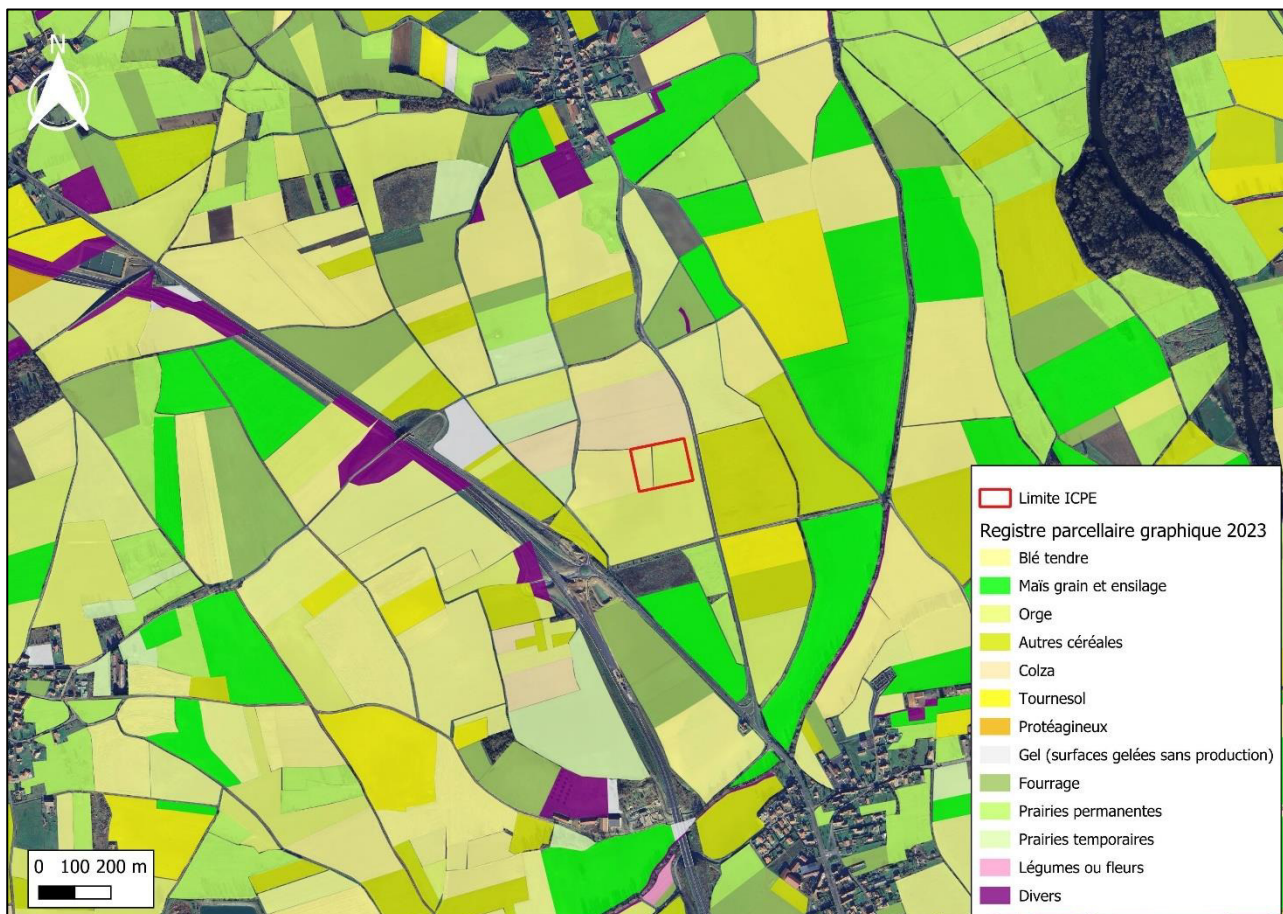 N
Limite ICPE
Registre parcellaire graphique 2023
Blé tendre
Maïs grain et ensilage
Orge
Autres céréales
Colza
Tournesol
Protéagineux
Gel (surfaces gelées sans production)
Fourrage
Prairies permanentes
Prairies temporaires
Légumes ou fleurs
Divers
0 100 200 m